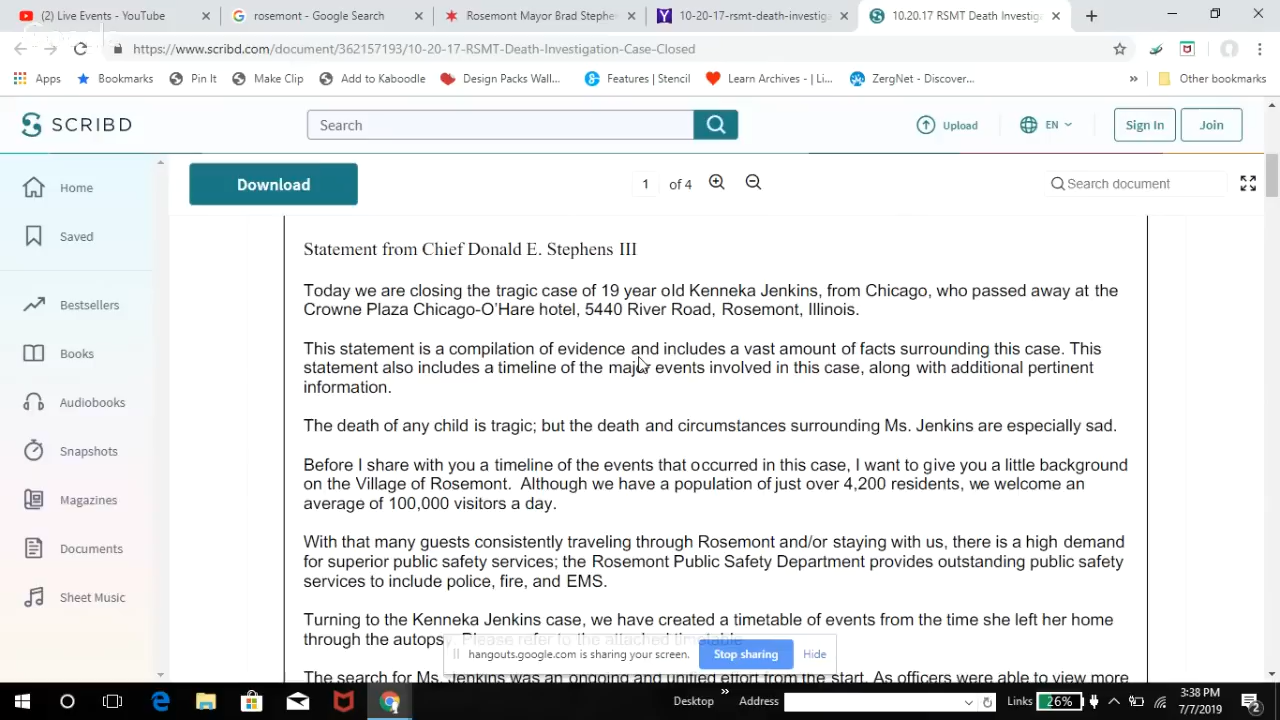 (2) Live Events - YouTube
rosemont - Google Search
Rosemont Mayor Brad Stephe
10-20-17-rsmt-death-investiga
10.20.17 RSMT Death Investig
https://www.scribd.com/document/362157193/10-20-17-RSMT-Death-Investigation-Case-Closed
Apps
Bookmarks
Pin It
Make Clip
Add to Kaboodle
Design Packs Wall...
Features | Stencil
Learn Archives - | Li...
ZergNet - Discover...
»
Other bookmarks
SCRIBD
Search
Upload
EN
Sign In
Join
Home
Saved
Bestsellers
Books
Audiobooks
Snapshots
Magazines
Documents
Sheet Music
Download
1 of 4
Search document
Statement from Chief Donald E. Stephens III
Today we are closing the tragic case of 19 year old Kenneka Jenkins, from Chicago, who passed away at the
Crowne Plaza Chicago-O'Hare hotel, 5440 River Road, Rosemont, Illinois.
This statement is a compilation of evidence and includes a vast amount of facts surrounding this case. This
statement also includes a timeline of the major events involved in this case, along with additional pertinent
information.
The death of any child is tragic; but the death and circumstances surrounding Ms. Jenkins are especially sad.
Before I share with you a timeline of the events that occurred in this case, I want to give you a little background
on the Village of Rosemont. Although we have a population of just over 4,200 residents, we welcome an
average of 100,000 visitors a day.
With that many guests consistently traveling through Rosemont and/or staying with us, there is a high demand
for superior public safety services; the Rosemont Public Safety Department provides outstanding public safety
services to include police, fire, and EMS.
Turning to the Kenneka Jenkins case, we have created a timetable of events from the time she left her home
through the autopsy. Please refer to the attached timetable
hangouts.google.com is sharing your screen.
Stop sharing
Hide
The search for Ms. Jenkins was an ongoing and unified effort from the start. As officers were able to view more
Desktop
»
Address
Links
26%
3:38 PM
7/7/2019
2